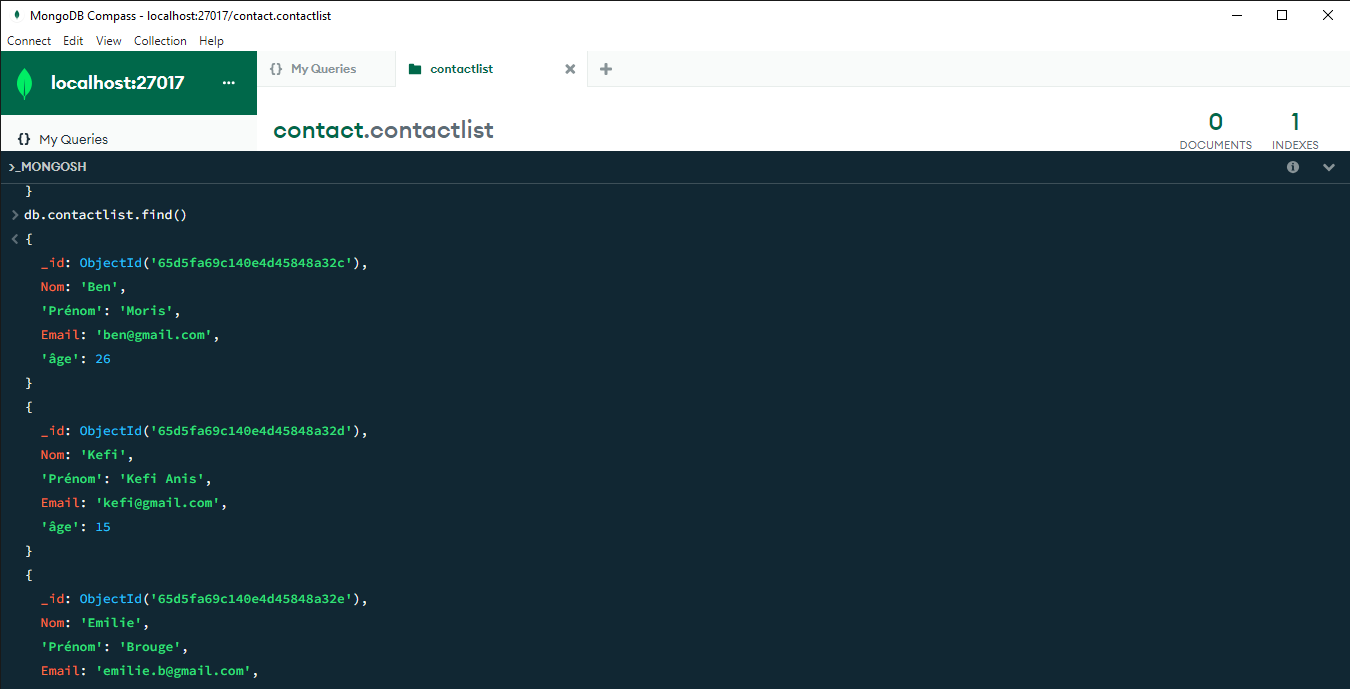 MongoDB Compass - localhost:27017/contact.contactlist
Connect Edit View Collection Help
localhost:27017 ...
{} My Queries
contactlist
{} My Queries
contact.contactlist
0 DOCUMENTS
1 INDEXES
>_MONGOSH
}
> db.contactlist.find()
< {
_id: ObjectId('65d5fa69c140e4d45848a32c'),
Nom: 'Ben',
'Prénom': 'Moris',
Email: 'ben@gmail.com',
'âge': 26
}
{
_id: ObjectId('65d5fa69c140e4d45848a32d'),
Nom: 'Kefi',
'Prénom': 'Kefi Anis',
Email: 'kefi@gmail.com',
'âge': 15
}
{
_id: ObjectId('65d5fa69c140e4d45848a32e'),
Nom: 'Emilie',
'Prénom': 'Brouge',
Email: 'emilie.b@gmail.com',